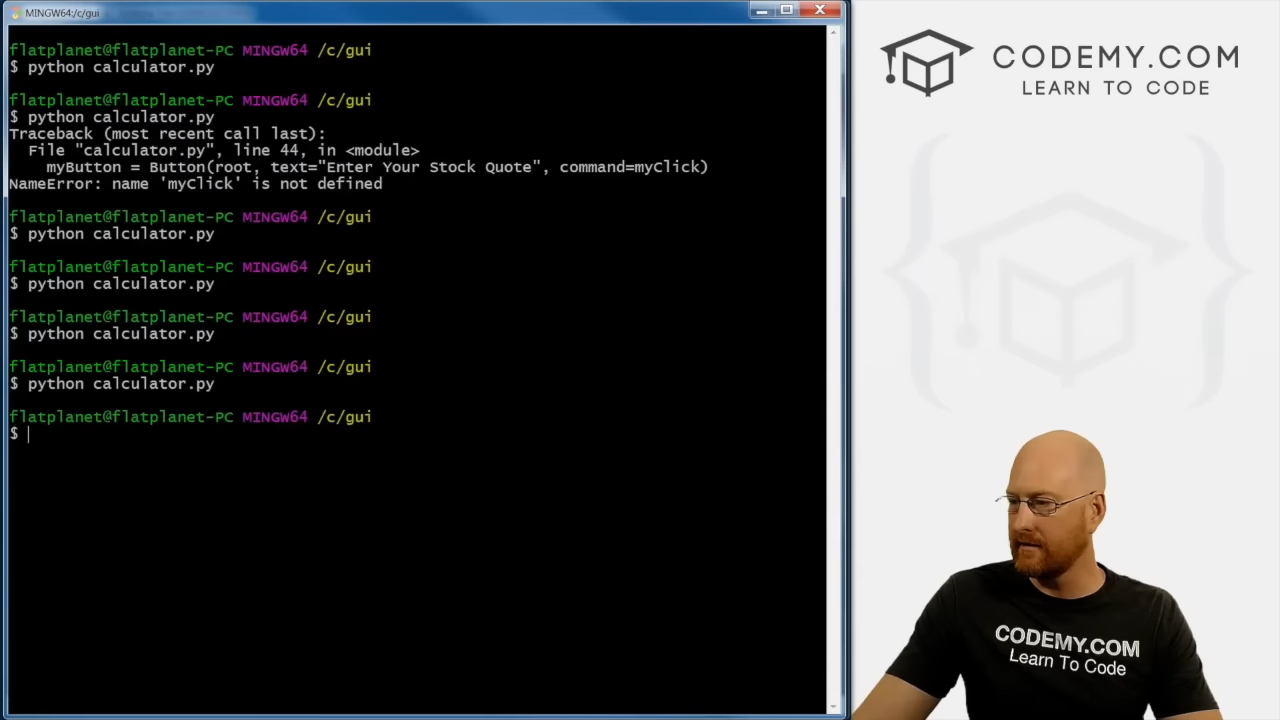 MINGW64:/c/gui
flatplanet@flatplanet-PC MINGW64 /c/gui
$ python calculator.py
flatplanet@flatplanet-PC MINGW64 /c/gui
$ python calculator.py
Traceback (most recent call last):
File "calculator.py", line 44, in <module>
myButton = Button(root, text="Enter Your Stock Quote", command=myClick)
NameError: name 'myClick' is not defined
flatplanet@flatplanet-PC MINGW64 /c/gui
$ python calculator.py
flatplanet@flatplanet-PC MINGW64 /c/gui
$ python calculator.py
flatplanet@flatplanet-PC MINGW64 /c/gui
$ python calculator.py
flatplanet@flatplanet-PC MINGW64 /c/gui
$ python calculator.py
flatplanet@flatplanet-PC MINGW64 /c/gui
$
CODEMY.COM
LEARN TO CODE
CODEMY.COM
Learn To Code